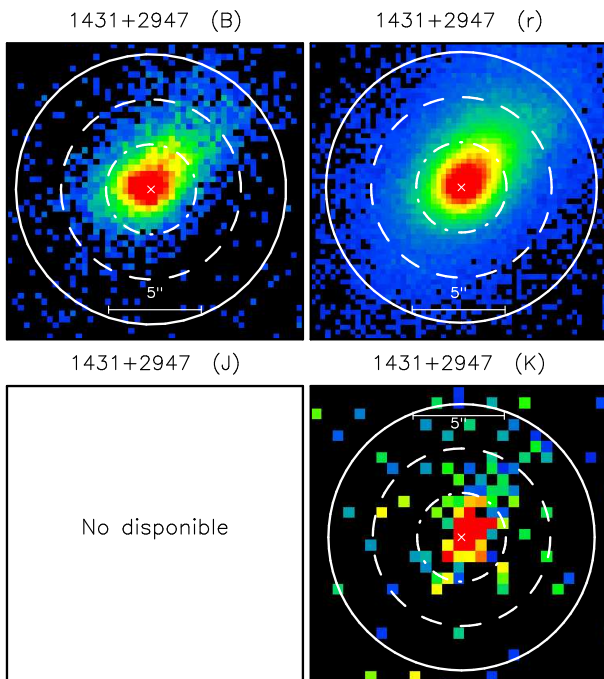 1431+2947 (B)
1431+2947 (r)
5"
5"
1431+2947 (J)
1431+2947 (K)
5"
No disponible